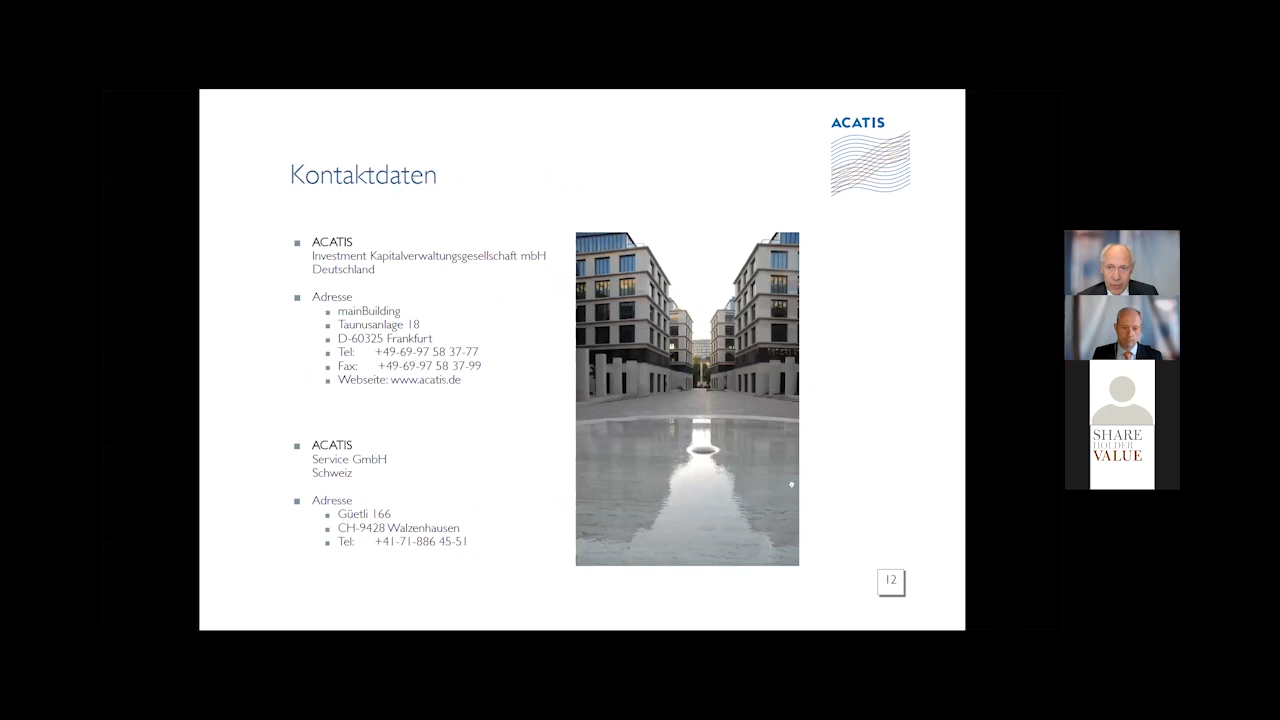 ACATIS
Kontaktdaten
ACATIS
Investment Kapitalverwaltungsgesellschaft mbH
Deutschland
Adresse
mainBuilding
Taunusanlage 18
D-60325 Frankfurt
Tel: +49-69-97 58 37-77
Fax: +49-69-97 58 37-99
Webseite: www.acatis.de
ACATIS
Service GmbH
Schweiz
Adresse
Güetli 166
CH-9428 Walzenhausen
Tel: +41-71-886 45-51
12
SHARE
HOLDER
VALUE